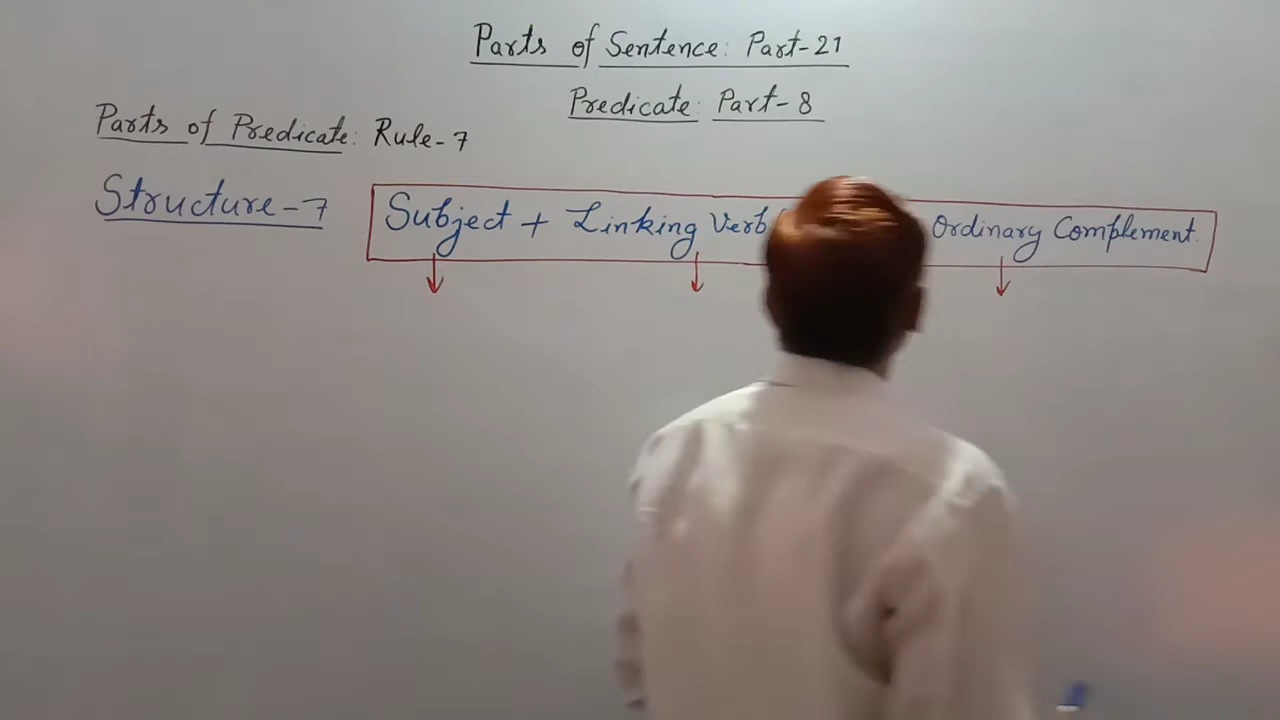 Parts of Sentence: Part-21
Predicate: Part-8
Parts of Predicate: Rule-7
Structure-7 Subject + Linking Verb Ordinary Complement.